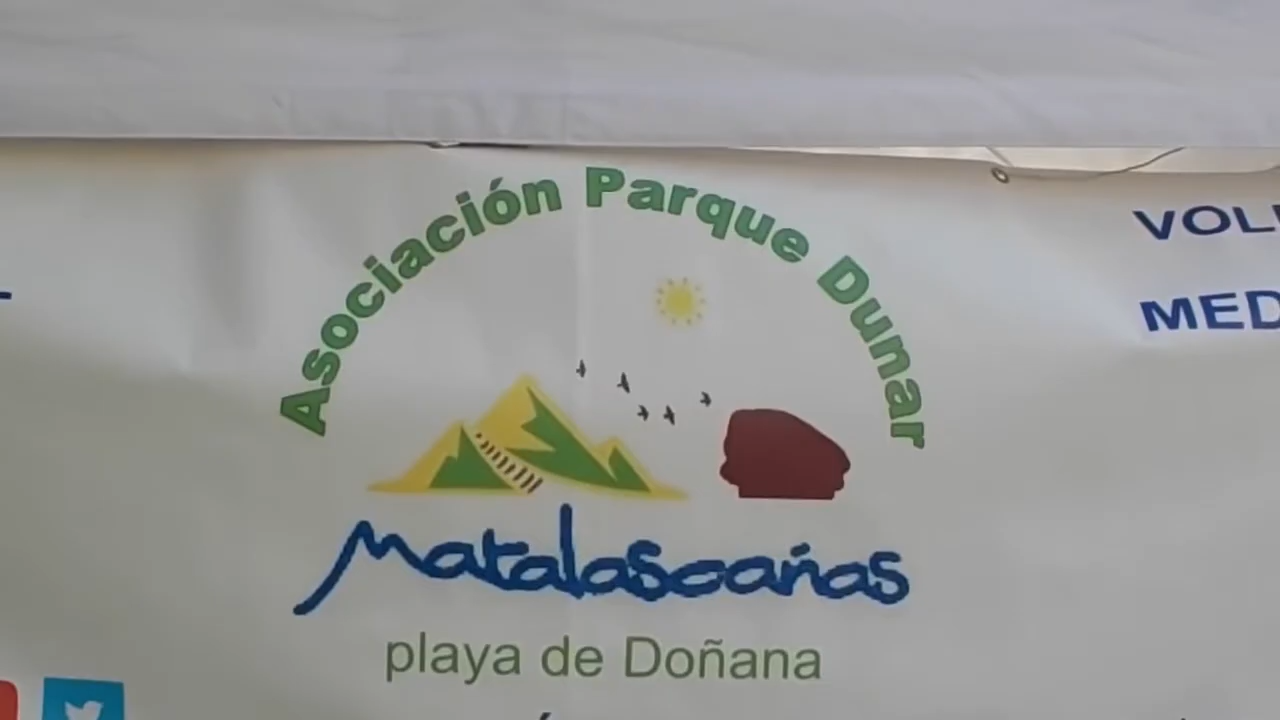 Asociación Parque Dunar
VOL
MED
Matalascañas
playa de Doñana